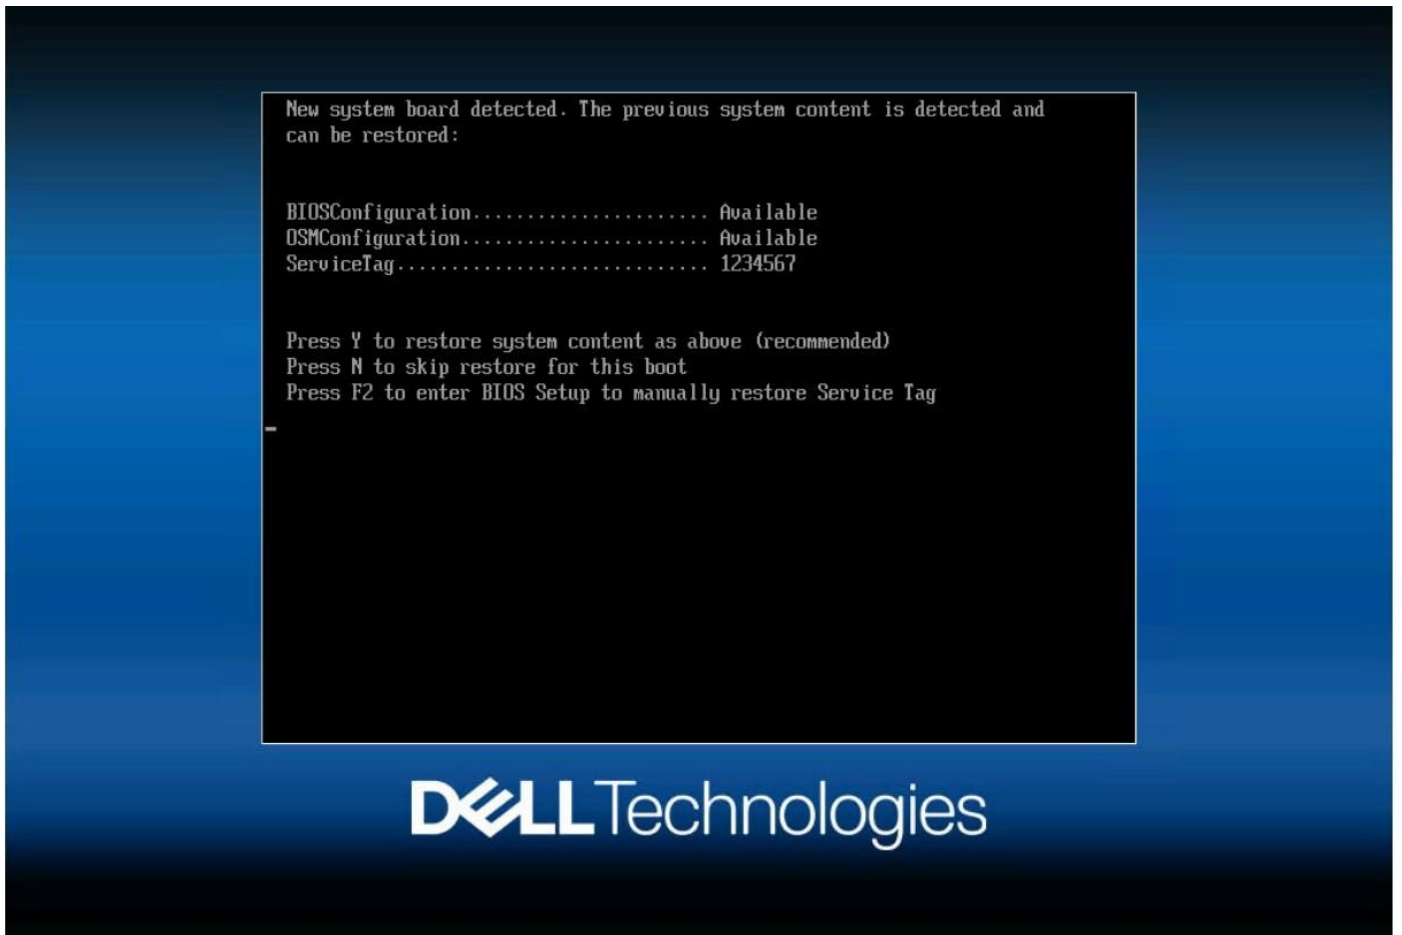 New system board detected. The previous system content is detected and
can be restored:
BIOSConfiguration...................... Available
OSMConfiguration....................... Available
ServiceTag............................. 1234567
Press Y to restore system content as above (recommended)
Press N to skip restore for this boot
Press F2 to enter BIOS Setup to manually restore Service Tag
DELL Technologies